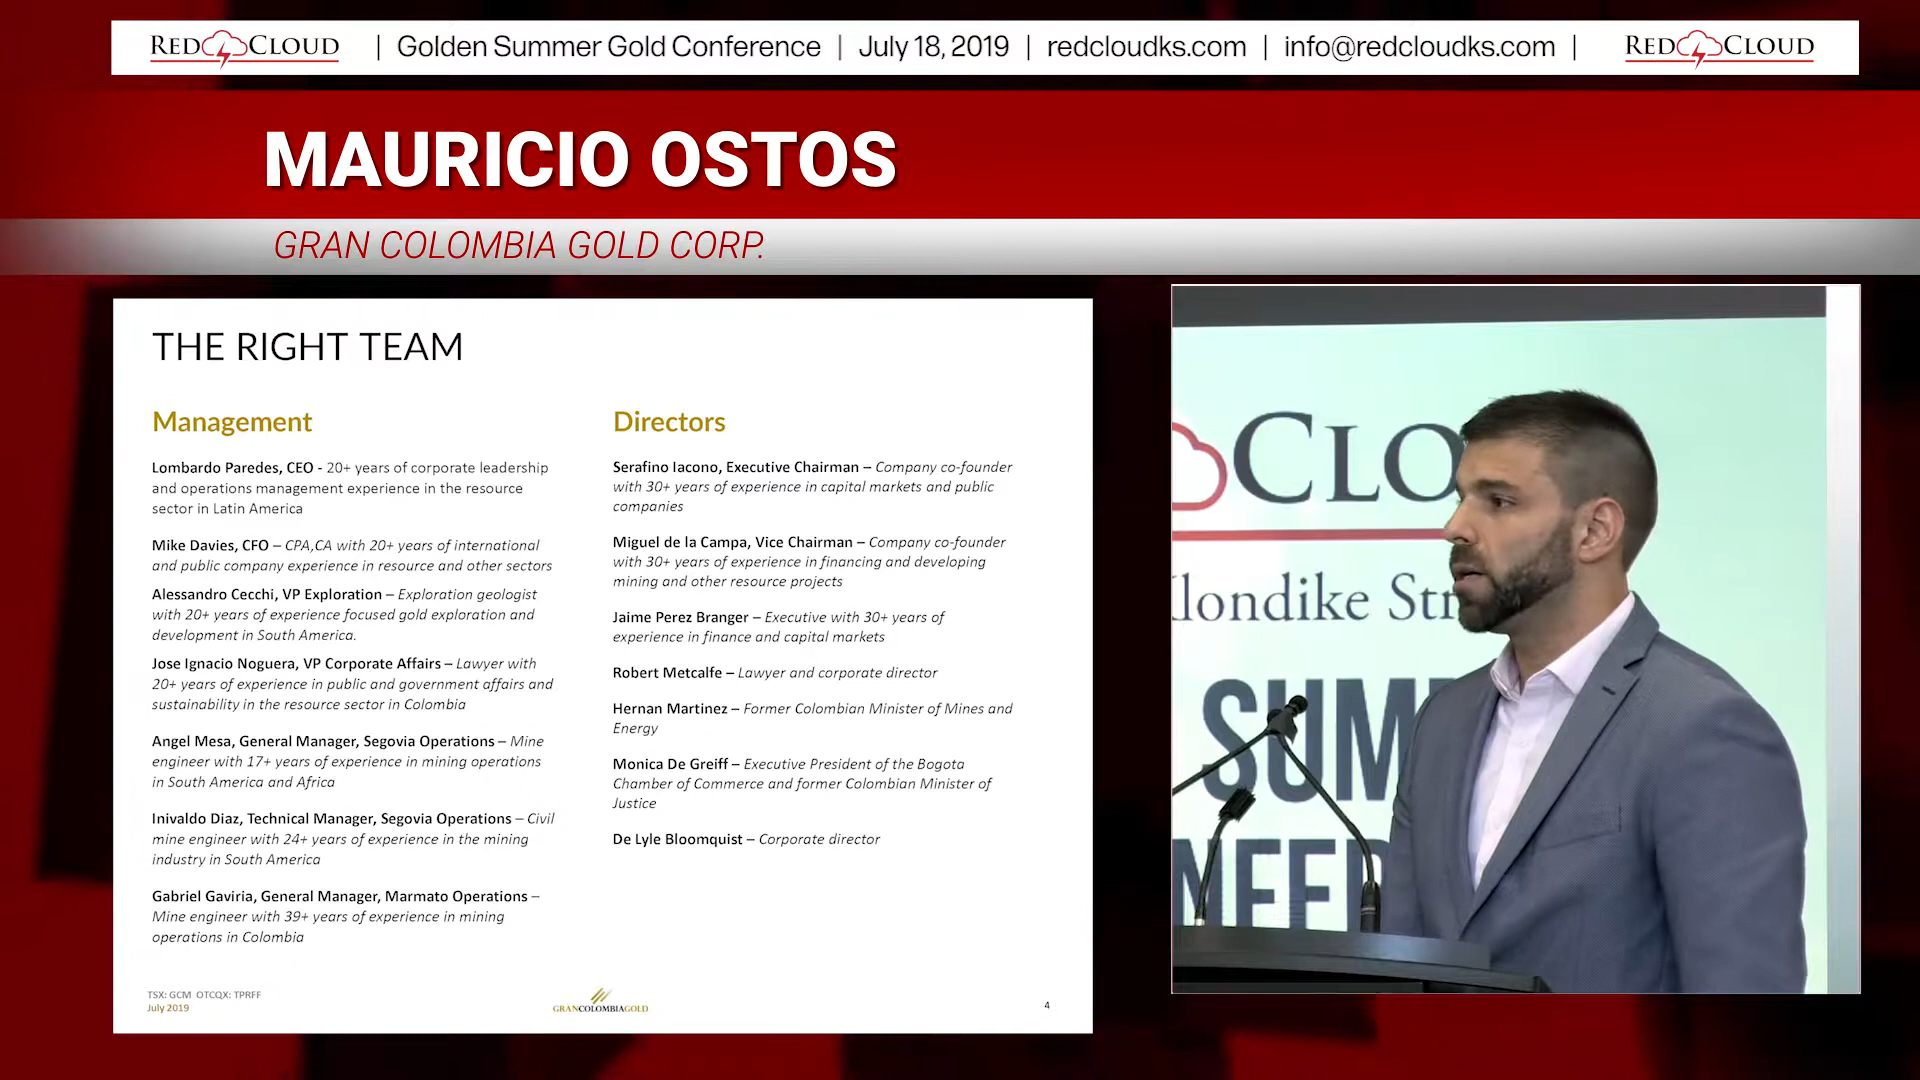 RED CLOUD | Golden Summer Gold Conference | July 18, 2019 | redcloudks.com | info@redcloudks.com | RED CLOUD
MAURICIO OSTOS
GRAN COLOMBIA GOLD CORP.
THE RIGHT TEAM
Management
Lombardo Paredes, CEO - 20+ years of corporate leadership
and operations management experience in the resource
sector in Latin America
Mike Davies, CFO – CPA,CA with 20+ years of international
and public company experience in resource and other sectors
Alessandro Cecchi, VP Exploration – Exploration geologist
with 20+ years of experience focused gold exploration and
development in South America.
Jose Ignacio Noguera, VP Corporate Affairs – Lawyer with
20+ years of experience in public and government affairs and
sustainability in the resource sector in Colombia
Angel Mesa, General Manager, Segovia Operations – Mine
engineer with 17+ years of experience in mining operations
in South America and Africa
Inivaldo Diaz, Technical Manager, Segovia Operations – Civil
mine engineer with 24+ years of experience in the mining
industry in South America
Gabriel Gaviria, General Manager, Marmato Operations –
Mine engineer with 39+ years of experience in mining
operations in Colombia
Directors
Serafino Iacono, Executive Chairman – Company co-founder
with 30+ years of experience in capital markets and public
companies
Miguel de la Campa, Vice Chairman – Company co-founder
with 30+ years of experience in financing and developing
mining and other resource projects
Jaime Perez Branger – Executive with 30+ years of
experience in finance and capital markets
Robert Metcalfe – Lawyer and corporate director
Hernan Martinez – Former Colombian Minister of Mines and
Energy
Monica De Greiff – Executive President of the Bogota
Chamber of Commerce and former Colombian Minister of
Justice
De Lyle Bloomquist – Corporate director
TSX: GCM OTCQX: TPRFF
July 2019
GRANCOLOMBIAGOLD
4
CLO
londike Str
SUM